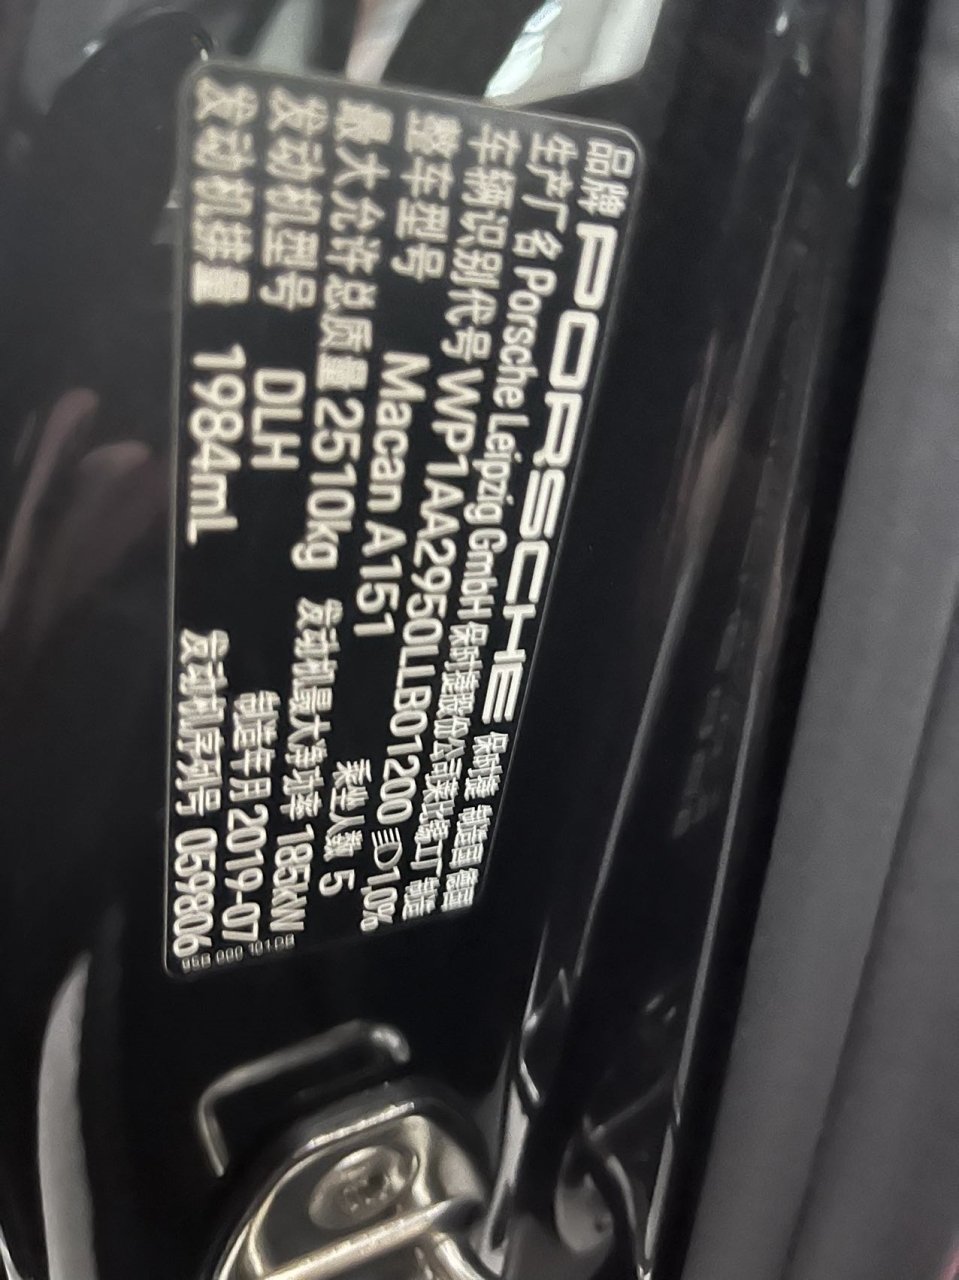 品牌 PORSCHE 保时捷 制造国 德国
生产厂名 Porsche Leipzig GmbH 保时捷股份公司莱比锡工厂 制造
车辆识别代号 WP1AA2950LLB01200 1,0%
整车型号 Macan A151 乘坐人数 5
最大允许总质量 2510kg 发动机最大净功率 185kW
发动机型号 DLH 制造年月 2019-07
发动机排量 1984mL 发动机序列号 059806